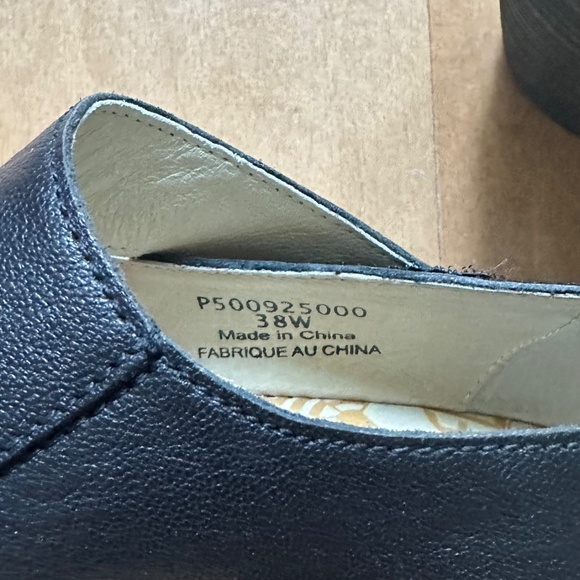 P500925000
38W
Made in China
FABRIQUE AU CHINA